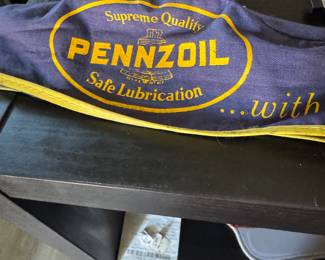 Supreme Quality
PENNZOIL
Safe Lubrication
...with